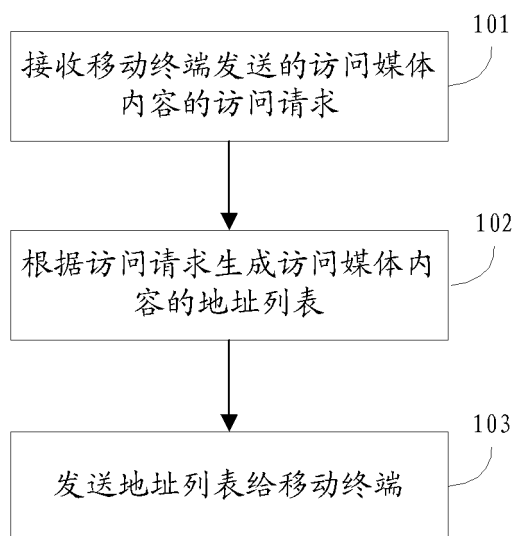 101
接收移动终端发送的访问媒体
内容的访问请求
102
根据访问请求生成访问媒体内
容的地址列表
103
发送地址列表给移动终端